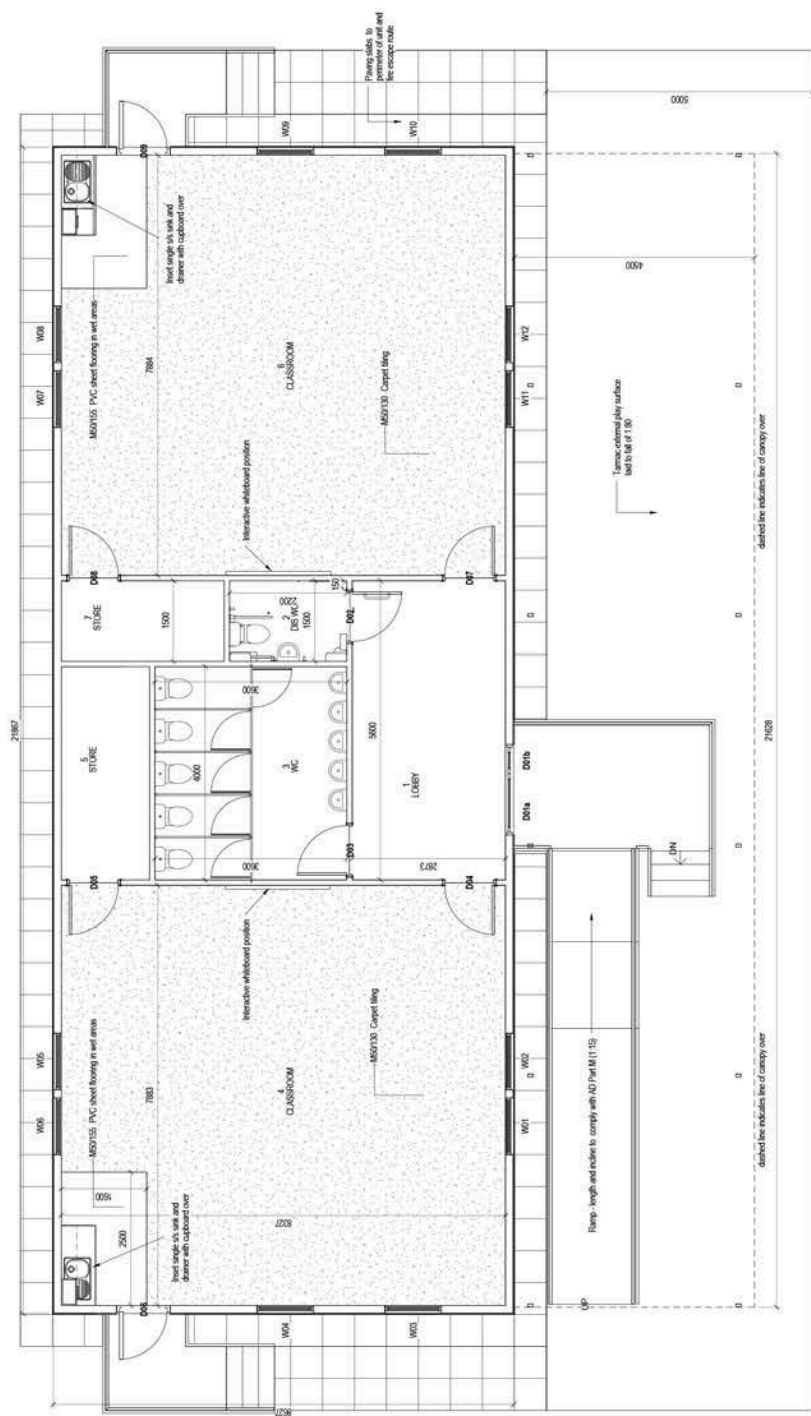 Paving slabs to
perimeter of unit and
fire escape route
5000
W09
W10
D09
Inset single s/s sink and
drainer with cupboard over
M50/155 PVC sheet flooring in wet areas
W08
W07
7884
6
CLASSROOM
M50/130 Carpet tiling
W12
W11
4500
Tarmac external play surface
laid to fall of 1:80
dashed line indicates line of canopy over
Interactive whiteboard position
D08
D07
7
STORE
1500
2200
2
DIS WC
1500
150
D02
21867
5
STORE
3600
4000
3
WC
3600
5600
1
LOBBY
2873
D03
D01b
D01a
21628
DN
D05
D04
Interactive whiteboard position
M50/155 PVC sheet flooring in wet areas
W05
W06
7883
4
CLASSROOM
M50/130 Carpet tiling
W02
W01
Ramp - length and incline to comply with AD Part M (1:15)
dashed line indicates line of canopy over
1600
2500
8327
Inset single s/s sink and
drainer with cupboard over
D06
UP
W04
W03